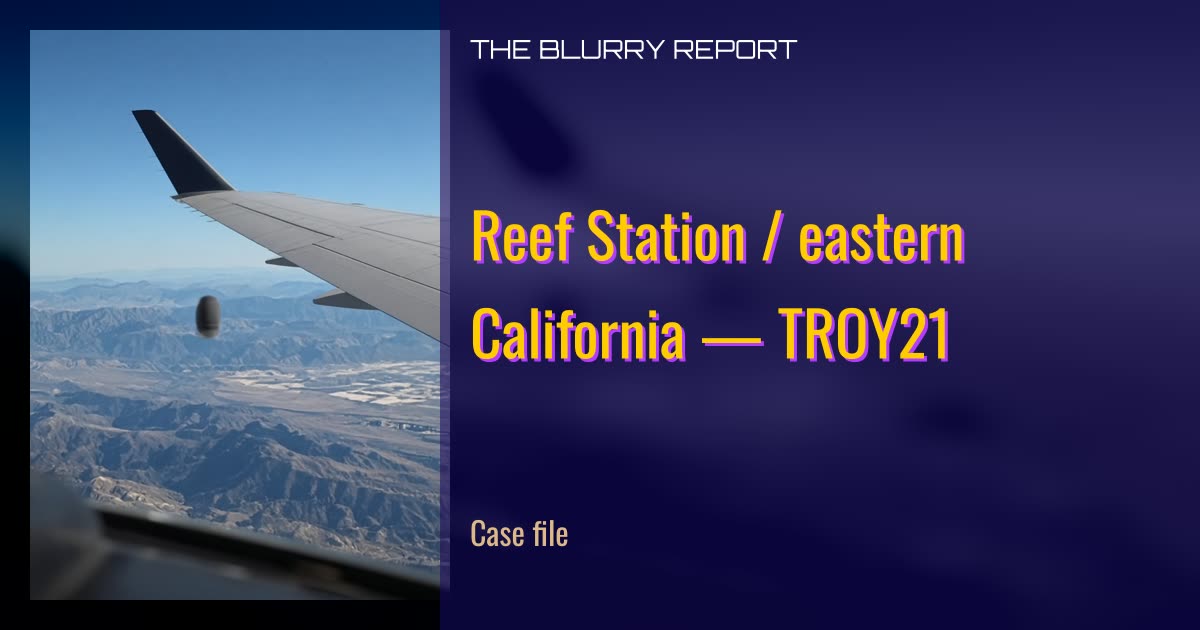 THE BLURRY REPORT
Reef Station / eastern
California — TROY21
Case file